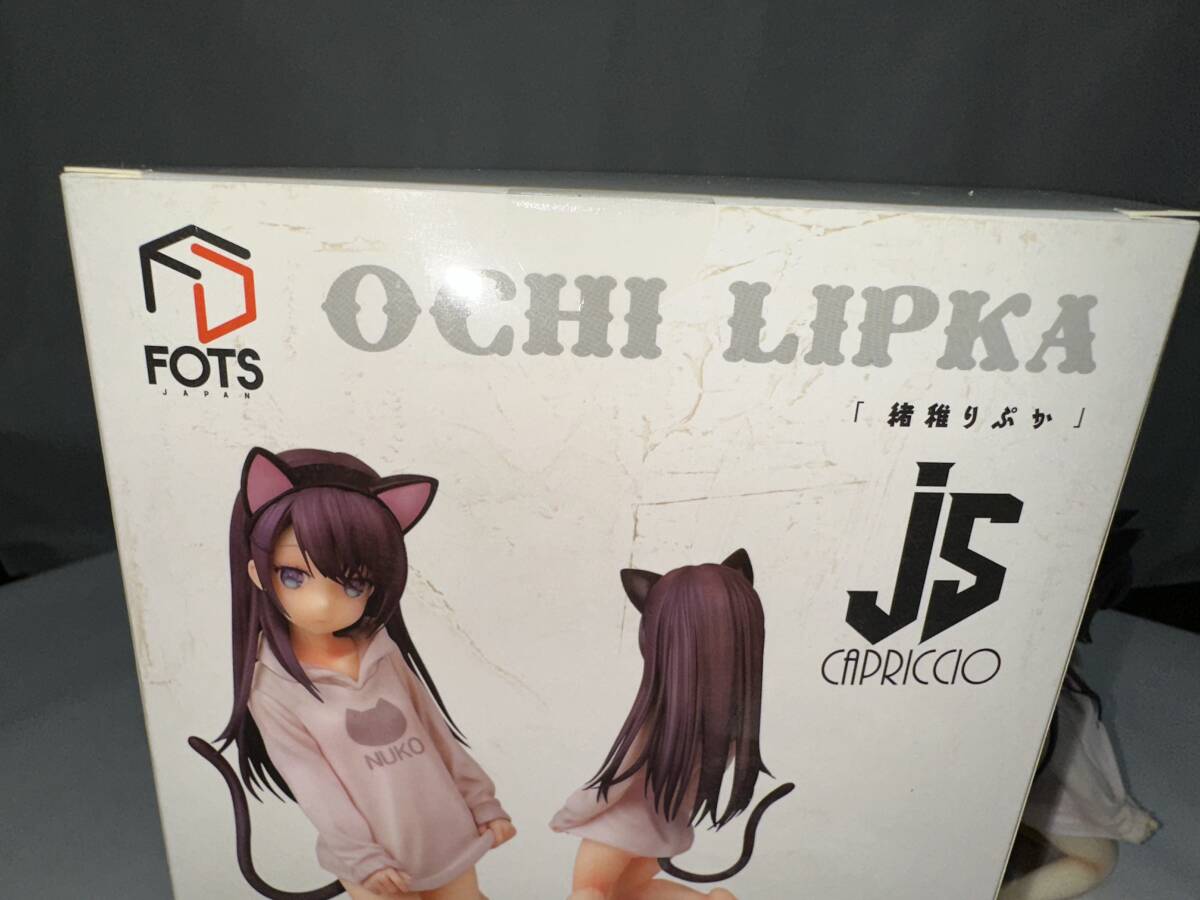 OCHI LIPKA
FOTS
JAPAN
「緒稚りぷか」
js
CAPRICCIO
NUKO